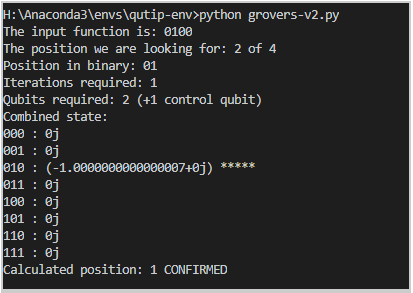 H:\Anaconda3\envs\qutip-env>python grovers-v2.py
The input function is: 0100
The position we are looking for: 2 of 4
Position in binary: 01
Iterations required: 1
Qubits required: 2 (+1 control qubit)
Combined state:
000 : 0j
001 : 0j
010 : (-1.0000000000000007+0j) *****
011 : 0j
100 : 0j
101 : 0j
110 : 0j
111 : 0j
Calculated position: 1 CONFIRMED